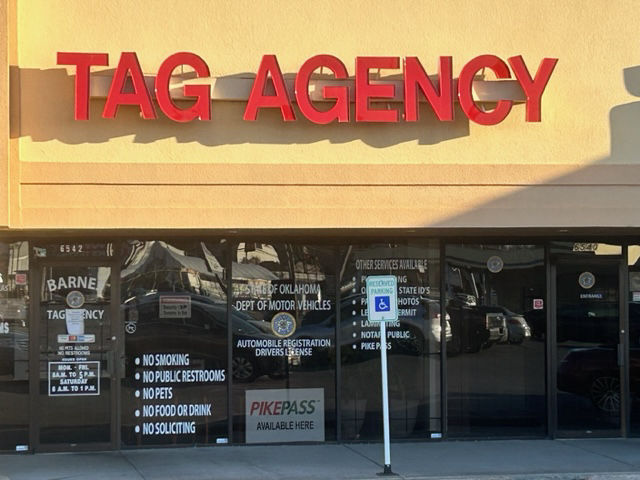 TAG AGENCY
6542
BARNE
TAG AGENCY
NO PETS ALLOWED
NO RESTROOMS
HOURS OPEN
MON. - FRI.
8 A.M. TO 5 P.M.
SATURDAY
8 A.M. TO 1 P.M.
• NO SMOKING
• NO PUBLIC RESTROOMS
• NO PETS
• NO FOOD OR DRINK
• NO SOLICITING
STATE OF OKLAHOMA
DEPT OF MOTOR VEHICLES
AUTOMOBILE REGISTRATION
DRIVERS LICENSE
PIKEPASS
AVAILABLE HERE
OTHER SERVICES AVAILABLE
STATE ID'S
PUBLIC
• PIKE PASS
RESERVED
PARKING
6540
ENTRANCE